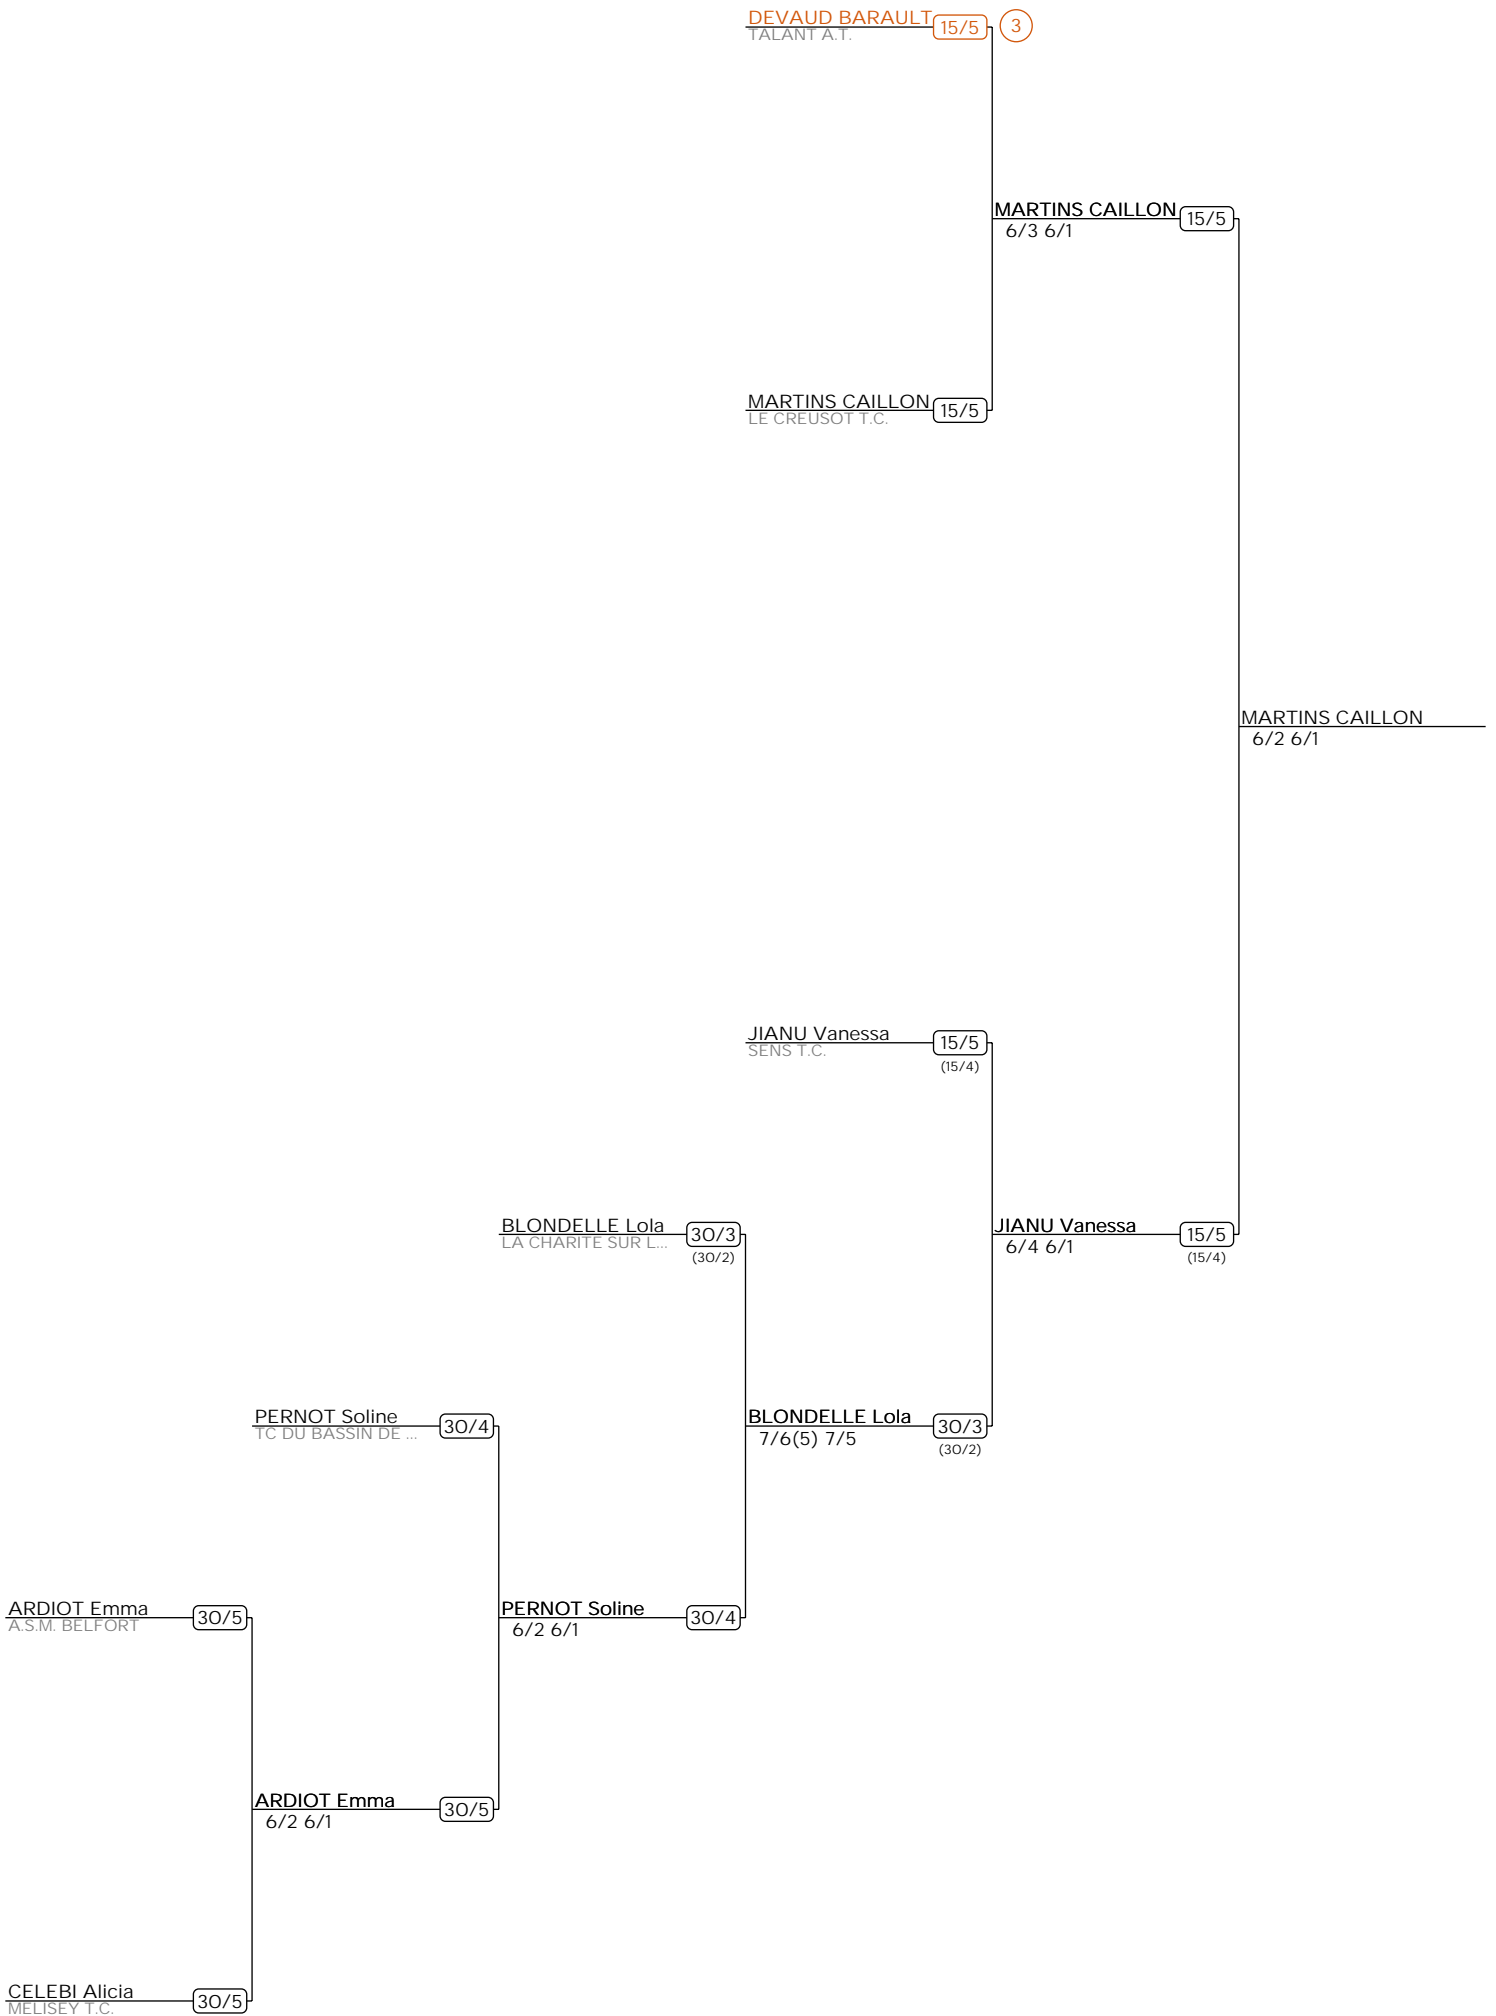 DEVAUD BARAULT 15/5 3
TALANT A.T.
MARTINS CAILLON 15/5
6/3 6/1
MARTINS CAILLON 15/5
LE CREUSOT T.C.
MARTINS CAILLON
6/2 6/1
JIANU Vanessa 15/5
SENS T.C. (15/4)
BLONDELLE Lola 30/3
LA CHARITE SUR L... (30/2)
JIANU Vanessa 15/5
6/4 6/1 (15/4)
PERNOT Soline 30/4
TC DU BASSIN DE ...
BLONDELLE Lola 30/3
7/6(5) 7/5 (30/2)
ARDIOT Emma 30/5
A.S.M. BELFORT
PERNOT Soline 30/4
6/2 6/1
ARDIOT Emma 30/5
6/2 6/1
CELEBI Alicia 30/5
MELISEY T.C.